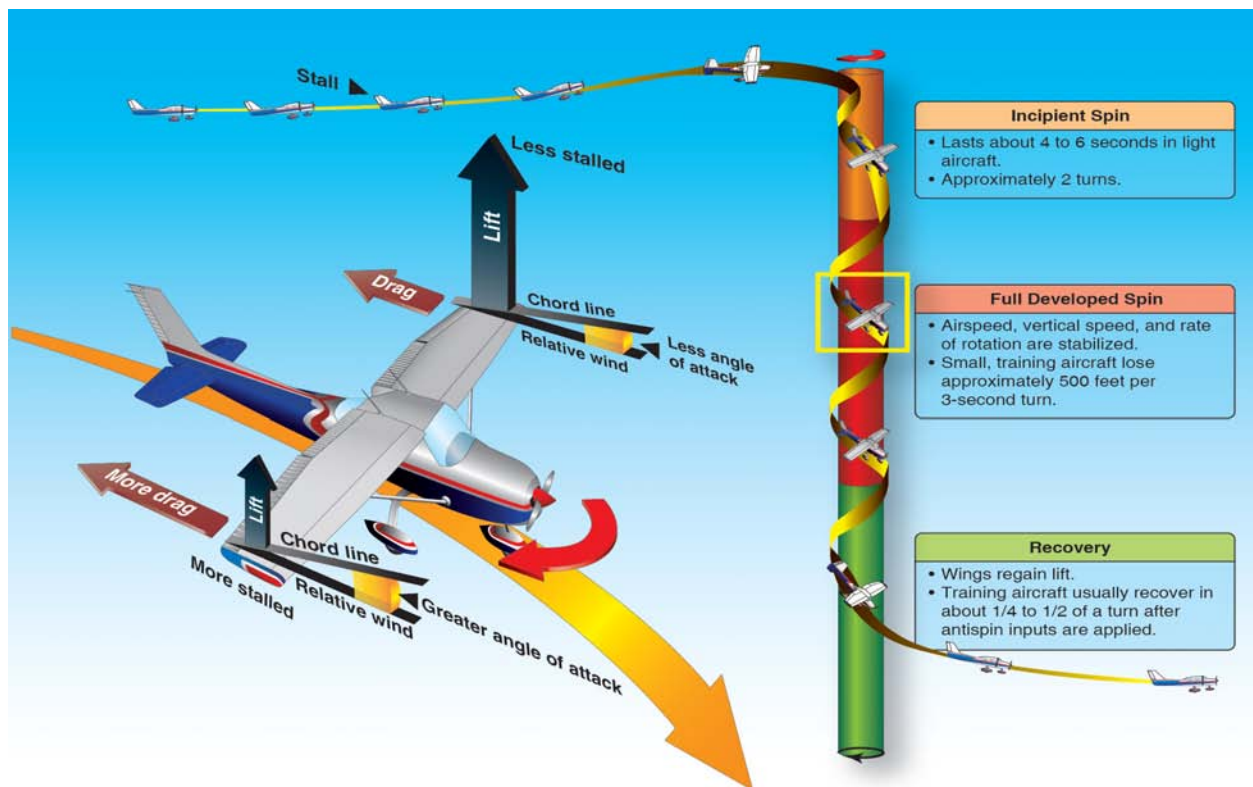 Stall
Less stalled
Lift
Drag
Chord line
Relative wind
Less angle
of attack
More drag
Lift
Chord line
More stalled
Relative wind
Greater angle of attack
Incipient Spin
• Lasts about 4 to 6 seconds in light
aircraft.
• Approximately 2 turns.
Full Developed Spin
• Airspeed, vertical speed, and rate
of rotation are stabilized.
• Small, training aircraft lose
approximately 500 feet per
3-second turn.
Recovery
• Wings regain lift.
• Training aircraft usually recover in
about 1/4 to 1/2 of a turn after
antispin inputs are applied.